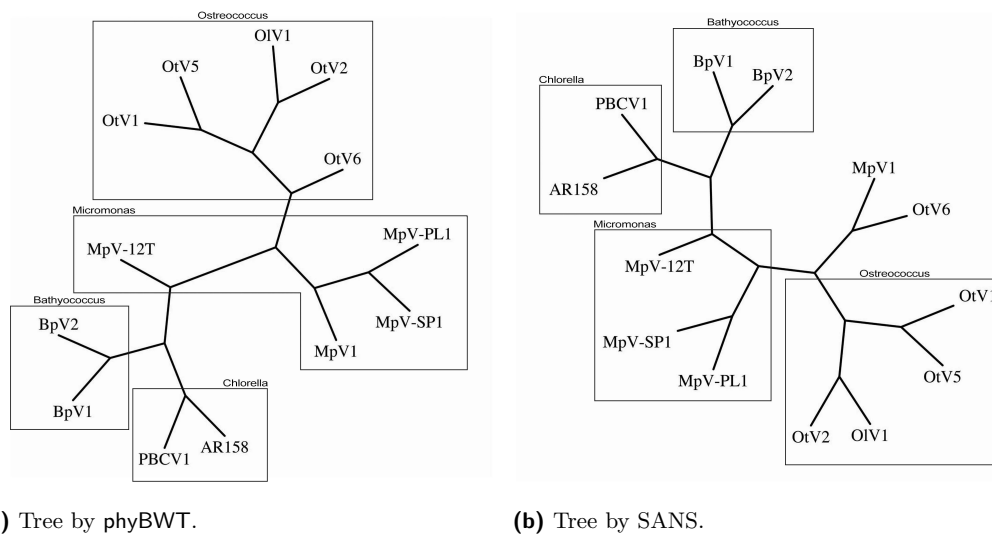 Ostreococcus
OlV1
OtV5
OtV2
OtV1
OtV6
Micromonas
MpV-PL1
MpV-12T
Bathyococcus
BpV2
MpV-SP1
MpV1
Chlorella
BpV1
AR158
PBCV1
) Tree by phyBWT.
Bathyococcus
BpV1
BpV2
Chlorella
PBCV1
MpV1
AR158
OtV6
Micromonas
MpV-12T
Ostreococcus
OtV1
MpV-SP1
MpV-PL1
OtV5
OtV2 OlV1
(b) Tree by SANS.